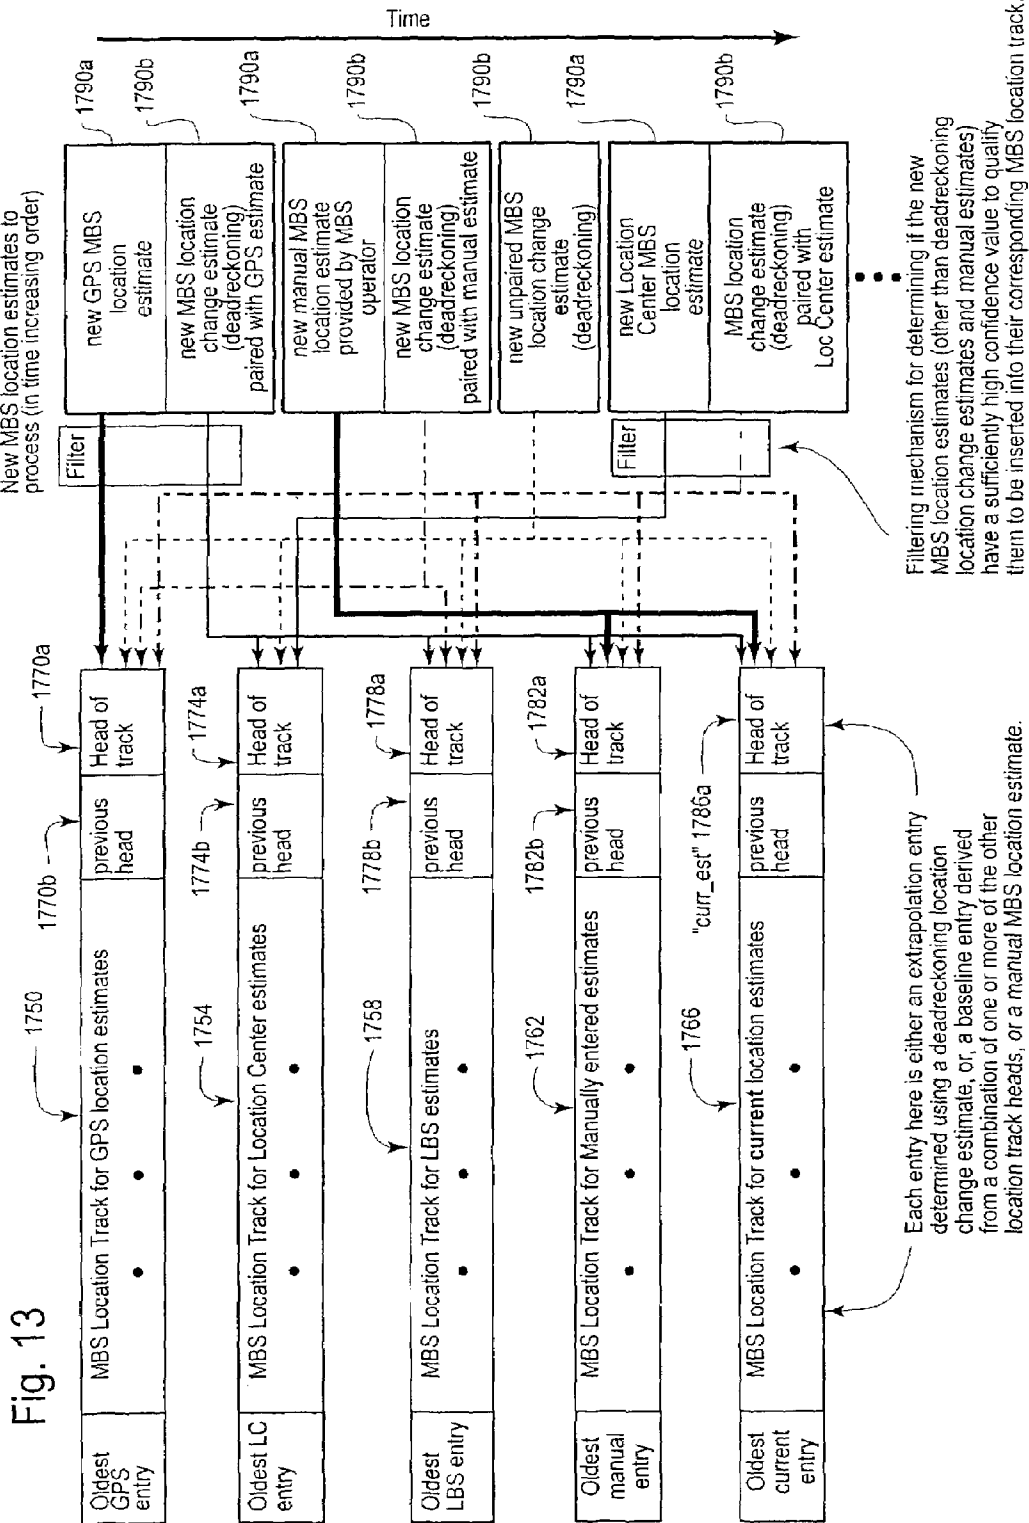 Fig. 13
New MBS location estimates to
process (in time increasing order)
Time
1790a
1790b
1790a
1790b
1790b
1790a
1790b
new GPS MBS
location
estimate
new MBS location
change estimate
(deadreckoning)
paired with GPS estimate
new manual MBS
location estimate
provided by MBS
operator
new MBS location
change estimate
(deadreckoning)
paired with manual estimate
new unpaired MBS
location change
estimate
(deadreckoning)
new Location
Center MBS
location
estimate
MBS location
change estimate
(deadreckoning)
paired with
Loc Center estimate
Filter
Filter
Filtering mechanism for determining if the new
MBS location estimates (other than deadreckoning
location change estimates and manual estimates)
have a sufficiently high confidence value to qualify
them to be inserted into their corresponding MBS location track.
1750
1770b
1770a
Oldest
GPS
entry
MBS Location Track for GPS location estimates
previous
head
Head of
track
1754
1774b
1774a
Oldest LC
entry
MBS Location Track for Location Center estimates
previous
head
Head of
track
1758
1778b
1778a
Oldest
LBS entry
MBS Location Track for LBS estimates
previous
head
Head of
track
1762
1782b
1782a
Oldest
manual
entry
MBS Location Track for Manually entered estimates
previous
head
Head of
track
1766
"curr_est" 1786a
Oldest
current
entry
MBS Location Track for current location estimates
previous
head
Head of
track
Each entry here is either an extrapolation entry
determined using a deadreckoning location
change estimate, or, a baseline entry derived
from a combination of one or more of the other
location track heads, or a manual MBS location estimate.